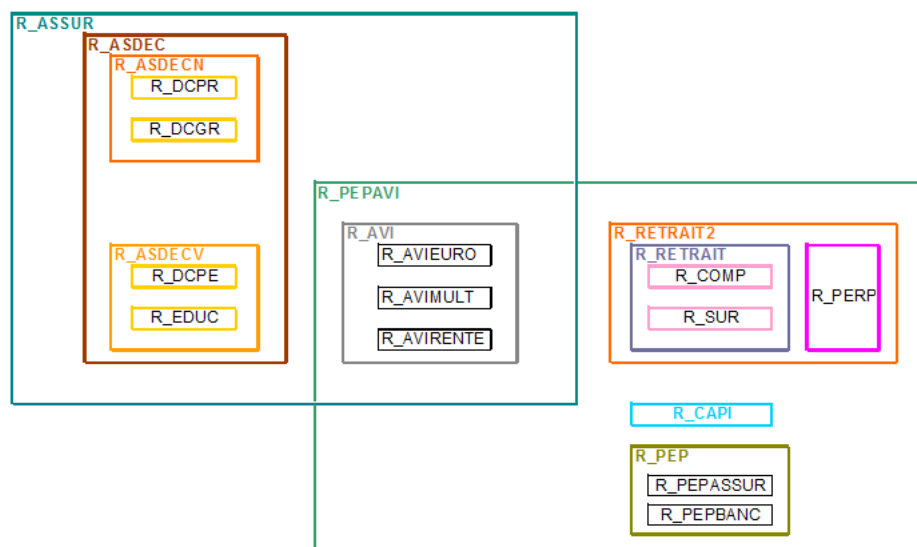 R_ASSUR
R_ASDEC
R_ASDECN
R_DCPR
R_DCGR
R_ASDECV
R_DCPE
R_EDUC
R_PEPAVI
R_AVI
R_AVIEURO
R_AVIMULT
R_AVIRENTE
R_RETRAIT2
R_RETRAIT
R_COMP
R_SUR
R_PERP
R_CAPI
R_PEP
R_PEPASSUR
R_PEPBANC